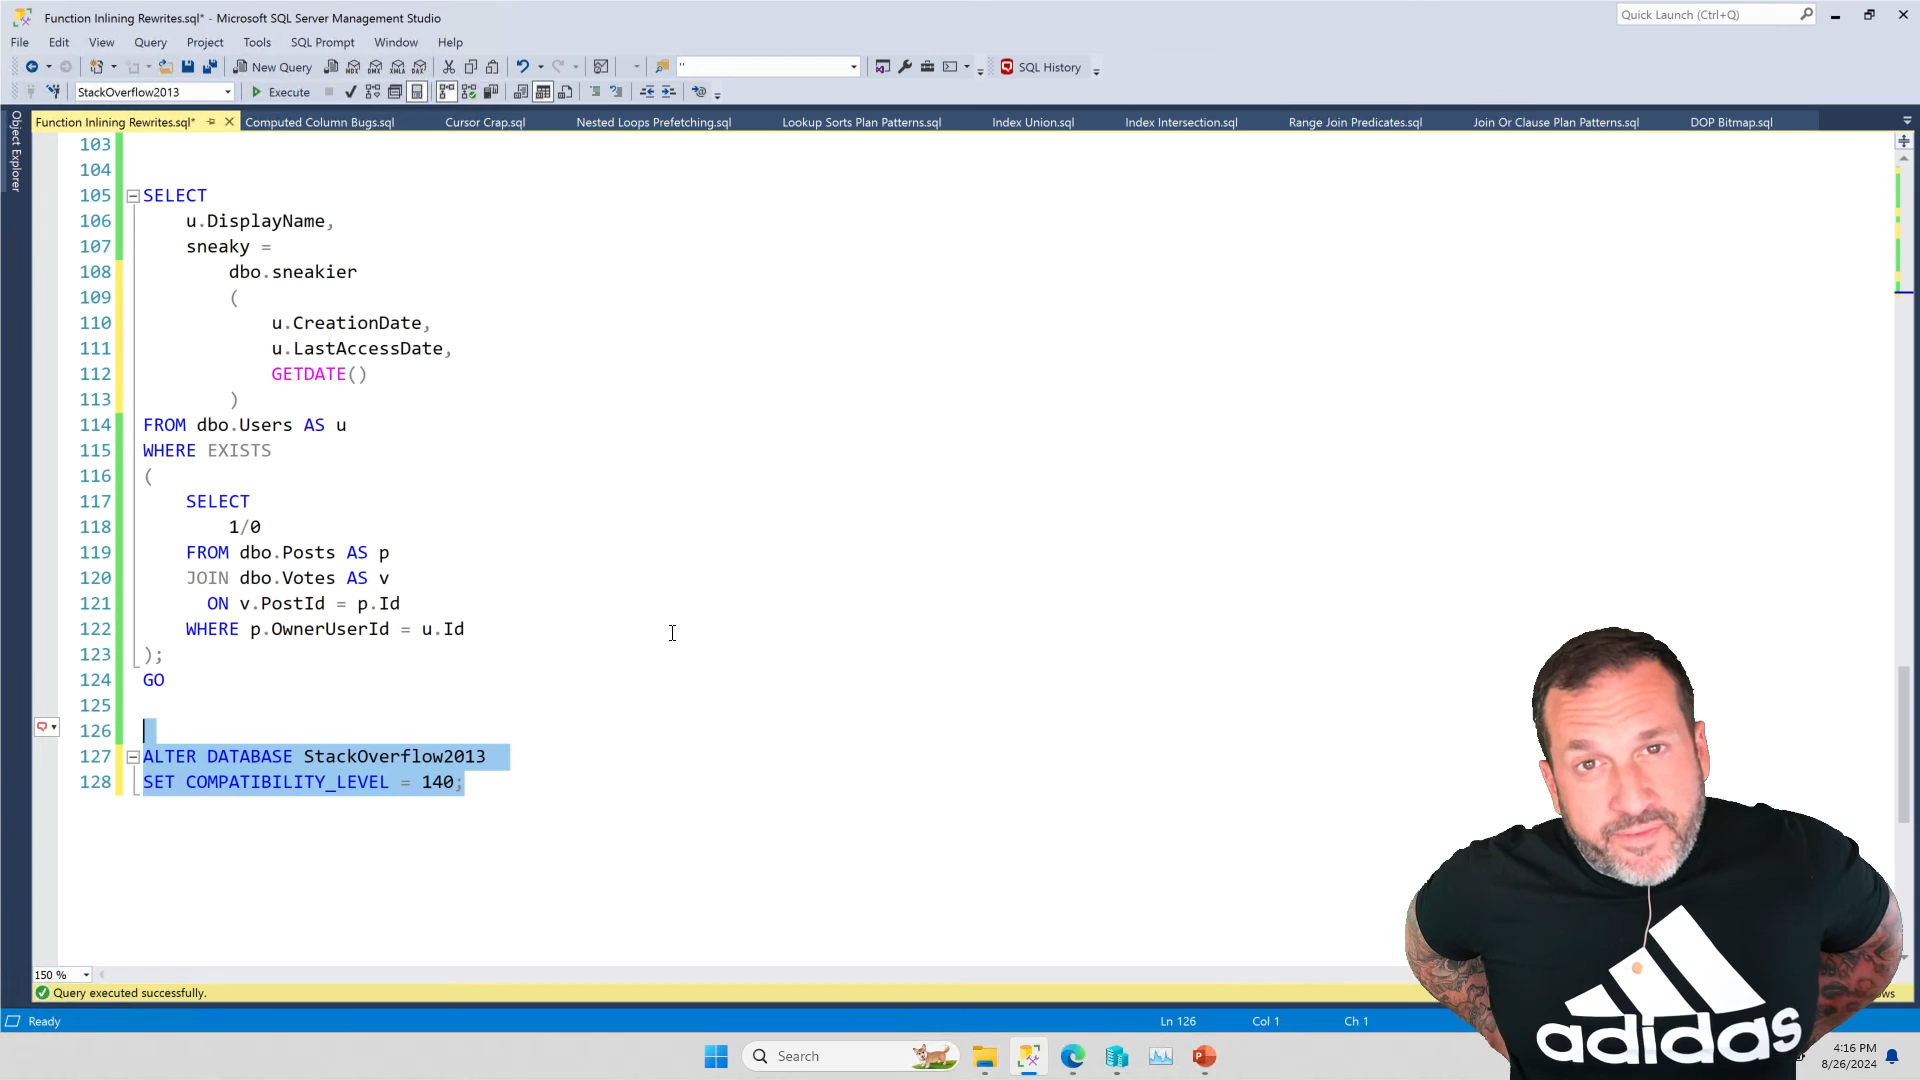 Function Inlining Rewrites.sql* - Microsoft SQL Server Management Studio
Quick Launch (Ctrl+Q)
File Edit View Query Project Tools Window SQL Prompt Help
New Query
MDX DMX XMLA DAX
"
SQL History
StackOverflow2013
Execute
Function Inlining Rewrites.sql*
Computed Column Bugs.sql
Cursor Crap.sql
Nested Loops Prefetching.sql
Lookup Sorts Plan Patterns.sql
Index Union.sql
Index Intersection.sql
Range Join Predicates.sql
Join Or Clause Plan Patterns.sql
DOP Bitmap.sql
Object Explorer
103
104
105 SELECT
106 u.DisplayName,
107 sneaky =
108 dbo.sneakier
109 (
110 u.CreationDate,
111 u.LastAccessDate,
112 GETDATE()
113 )
114 FROM dbo.Users AS u
115 WHERE EXISTS
116 (
117 SELECT
118 1/0
119 FROM dbo.Posts AS p
120 JOIN dbo.Votes AS v
121 ON v.PostId = p.Id
122 WHERE p.OwnerUserId = u.Id
123 );
124 GO
125
126
127 ALTER DATABASE StackOverflow2013
128 SET COMPATIBILITY_LEVEL = 140;
150 %
Query executed successfully.
Ready
Ln 126
Col 1
Ch 1
Search
adidas
4:16 PM
8/26/2024